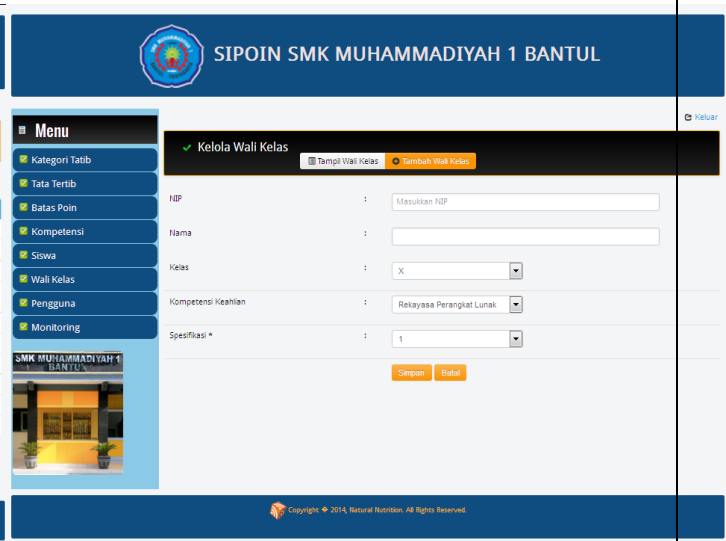 SIPOIN SMK MUHAMMADIYAH 1 BANTUL
Keluar
Menu
Kategori Tatib
Tata Tertib
Batas Poin
Kompetensi
Siswa
Wali Kelas
Pengguna
Monitoring
SMK MUHAMMADIYAH 1
BANTUL
Kelola Wali Kelas
Tampil Wali Kelas
Tambah Wali Kelas
NIP : Masukkan NIP
Nama :
Kelas : X
Kompetensi Keahlian : Rekayasa Perangkat Lunak
Spesifikasi * : 1
Simpan Batal
Copyright � 2014, Natural Nutrition. All Rights Reserved.